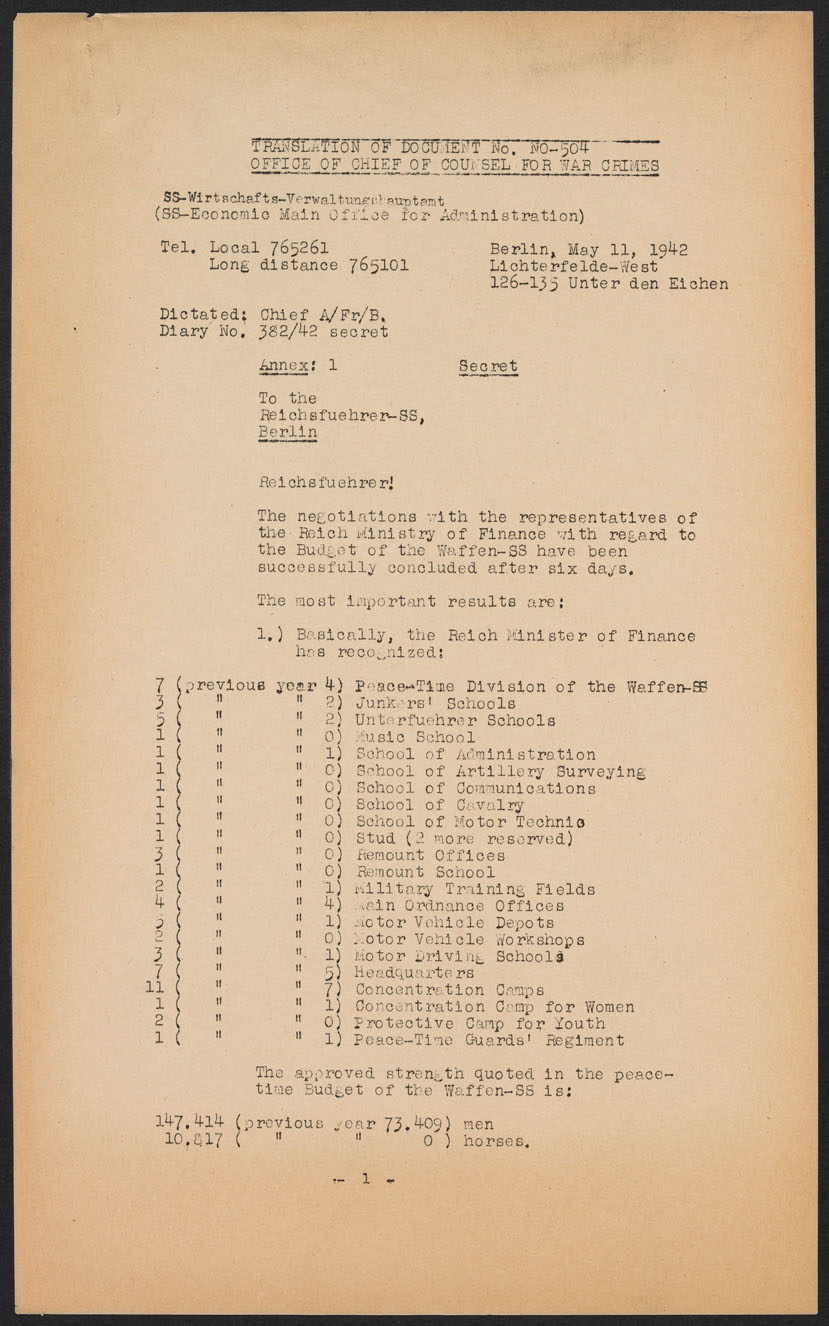 TRANSLATION OF DOCUMENT No. NO-504
OFFICE OF CHIEF OF COUNSEL FOR WAR CRIMES
SS-Wirtschafts-Verwaltungshauptamt
(SS-Economic Main Office for Administration)
Tel. Local 765261
Long distance 765101
Berlin, May 11, 1942
Lichterfelde-West
126-135 Unter den Eichen
Dictated: Chief A/Fr/B.
Diary No. 382/42 secret
Annex: 1 Secret
To the
Reichsfuehrer-SS,
Berlin
Reichsfuehrer!
The negotiations with the representatives of
the Reich Ministry of Finance with regard to
the Budget of the Waffen-SS have been
successfully concluded after six days.
The most important results are:
1.) Basically, the Reich Minister of Finance
has recognized:
7 (previous year 4) Peace-Time Division of the Waffen-SS
3 ( " " 2) Junkers' Schools
5 ( " " 2) Unterfuehrer Schools
1 ( " " 0) Music School
1 ( " " 1) School of Administration
1 ( " " 0) School of Artillery Surveying
1 ( " " 0) School of Communications
1 ( " " 0) School of Cavalry
1 ( " " 0) School of Motor Technic
1 ( " " 0) Stud (2 more reserved)
3 ( " " 0) Remount Offices
1 ( " " 0) Remount School
2 ( " " 1) Military Training Fields
4 ( " " 4) Main Ordnance Offices
( " " 1) Motor Vehicle Depots
2 ( " " 0) Motor Vehicle Workshops
3 ( " ". 1) Motor Driving Schools
7 ( " " 5) Headquarters
11 ( " " 7) Concentration Camps
1 ( " " 1) Concentration Camp for Women
2 ( " " 0) Protective Camp for Youth
1 ( " " 1) Peace-Time Guards' Regiment
The approved strength quoted in the peace-
time Budget of the Waffen-SS is:
147.414 (previous year 73.409) men
( " " 0 ) horses.
- 1 -